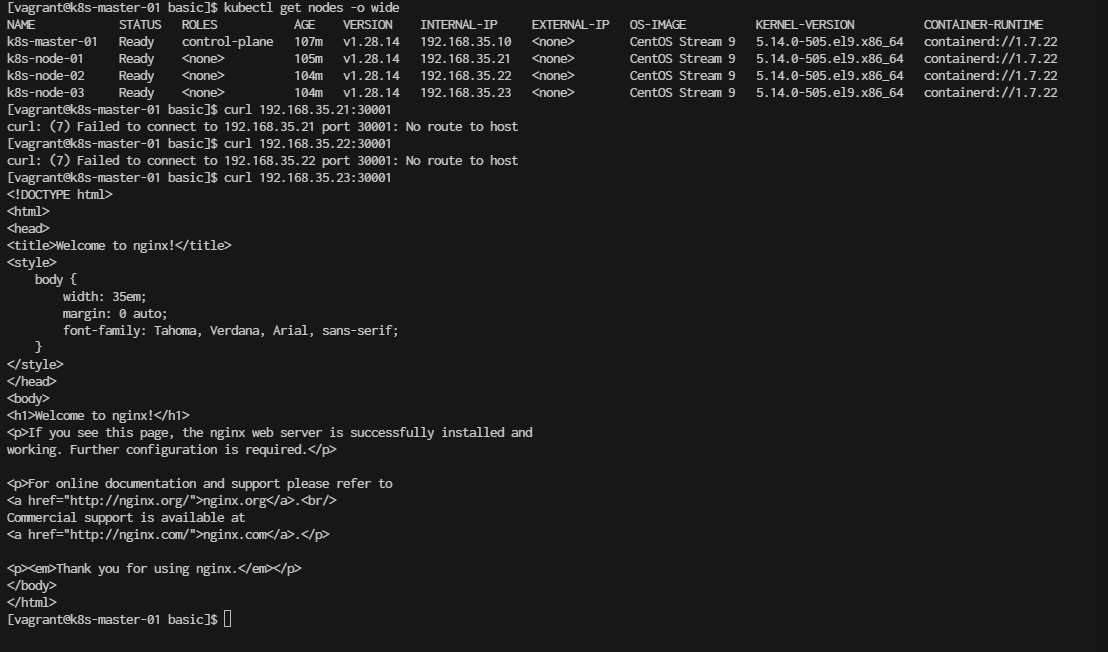 [vagrant@k8s-master-01 basic]$ kubectl get nodes -o wide
NAME            STATUS   ROLES           AGE    VERSION    INTERNAL-IP     EXTERNAL-IP   OS-IMAGE          KERNEL-VERSION          CONTAINER-RUNTIME
k8s-master-01   Ready    control-plane   107m   v1.28.14   192.168.35.10   <none>        CentOS Stream 9   5.14.0-505.el9.x86_64   containerd://1.7.22
k8s-node-01     Ready    <none>          105m   v1.28.14   192.168.35.21   <none>        CentOS Stream 9   5.14.0-505.el9.x86_64   containerd://1.7.22
k8s-node-02     Ready    <none>          104m   v1.28.14   192.168.35.22   <none>        CentOS Stream 9   5.14.0-505.el9.x86_64   containerd://1.7.22
k8s-node-03     Ready    <none>          104m   v1.28.14   192.168.35.23   <none>        CentOS Stream 9   5.14.0-505.el9.x86_64   containerd://1.7.22
[vagrant@k8s-master-01 basic]$ curl 192.168.35.21:30001
curl: (7) Failed to connect to 192.168.35.21 port 30001: No route to host
[vagrant@k8s-master-01 basic]$ curl 192.168.35.22:30001
curl: (7) Failed to connect to 192.168.35.22 port 30001: No route to host
[vagrant@k8s-master-01 basic]$ curl 192.168.35.23:30001
<!DOCTYPE html>
<html>
<head>
<title>Welcome to nginx!</title>
<style>
    body {
        width: 35em;
        margin: 0 auto;
        font-family: Tahoma, Verdana, Arial, sans-serif;
    }
</style>
</head>
<body>
<h1>Welcome to nginx!</h1>
<p>If you see this page, the nginx web server is successfully installed and
working. Further configuration is required.</p>

<p>For online documentation and support please refer to
<a href="http://nginx.org/">nginx.org</a>.<br/>
Commercial support is available at
<a href="http://nginx.com/">nginx.com</a>.</p>

<p><em>Thank you for using nginx.</em></p>
</body>
</html>
[vagrant@k8s-master-01 basic]$